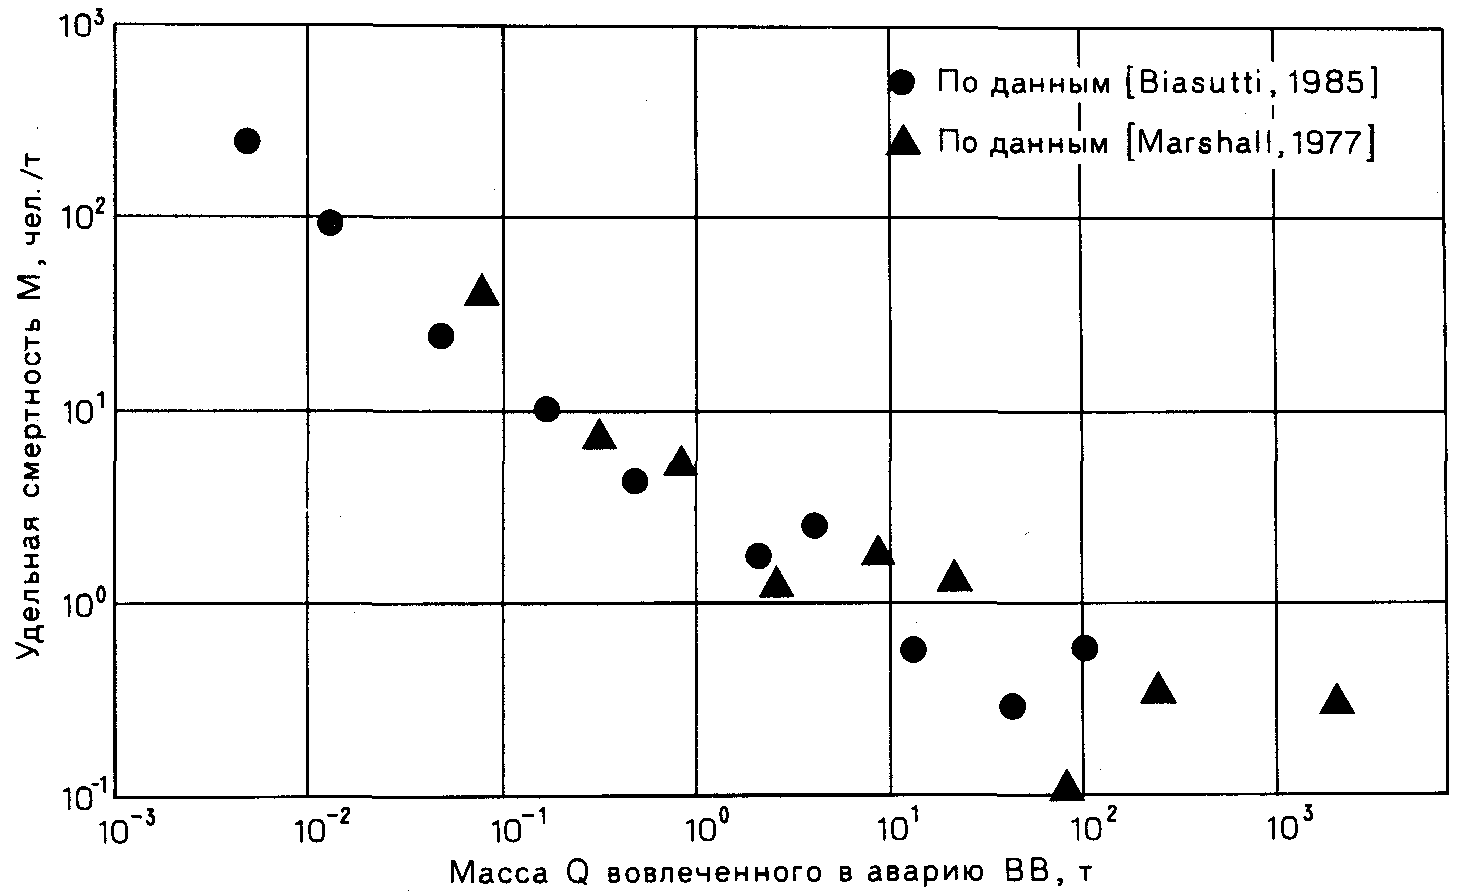 10³
10²
10¹
10⁰
10⁻¹
Удельная смертность М, чел./т
По данным [Biasutti, 1985]
По данным [Marshall, 1977]
10⁻³ 10⁻² 10⁻¹ 10⁰ 10¹ 10² 10³
Масса Q вовлеченного в аварию ВВ, т